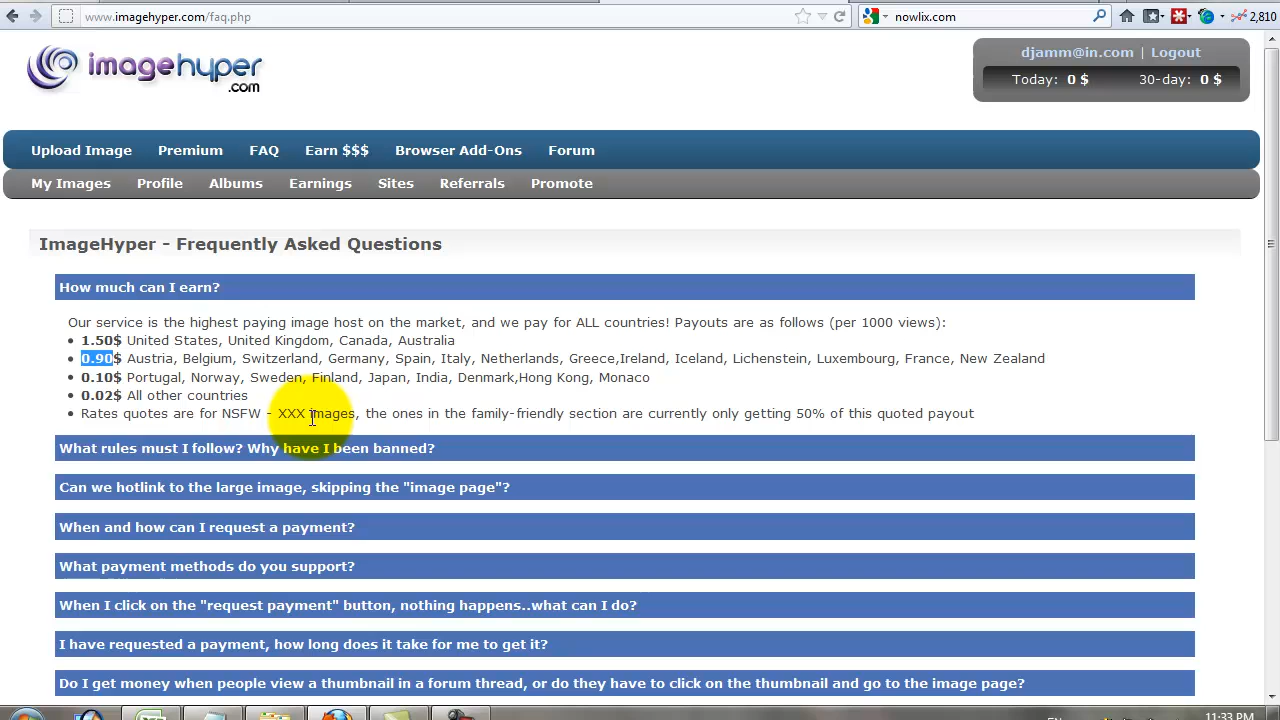 www.imagehyper.com/faq.php
nowlix.com
2,810
imagehyper
.com
djamm@in.com | Logout
Today: 0 $ 30-day: 0 $
Upload Image Premium FAQ Earn $$$ Browser Add-Ons Forum
My Images Profile Albums Earnings Sites Referrals Promote
ImageHyper - Frequently Asked Questions
How much can I earn?
Our service is the highest paying image host on the market, and we pay for ALL countries! Payouts are as follows (per 1000 views):
• 1.50$ United States, United Kingdom, Canada, Australia
• 0.90$ Austria, Belgium, Switzerland, Germany, Spain, Italy, Netherlands, Greece,Ireland, Iceland, Lichenstein, Luxembourg, France, New Zealand
• 0.10$ Portugal, Norway, Sweden, Finland, Japan, India, Denmark,Hong Kong, Monaco
• 0.02$ All other countries
• Rates quotes are for NSFW - XXX images, the ones in the family-friendly section are currently only getting 50% of this quoted payout
What rules must I follow? Why have I been banned?
Can we hotlink to the large image, skipping the "image page"?
When and how can I request a payment?
What payment methods do you support?
When I click on the "request payment" button, nothing happens..what can I do?
I have requested a payment, how long does it take for me to get it?
Do I get money when people view a thumbnail in a forum thread, or do they have to click on the thumbnail and go to the image page?
11:33 PM